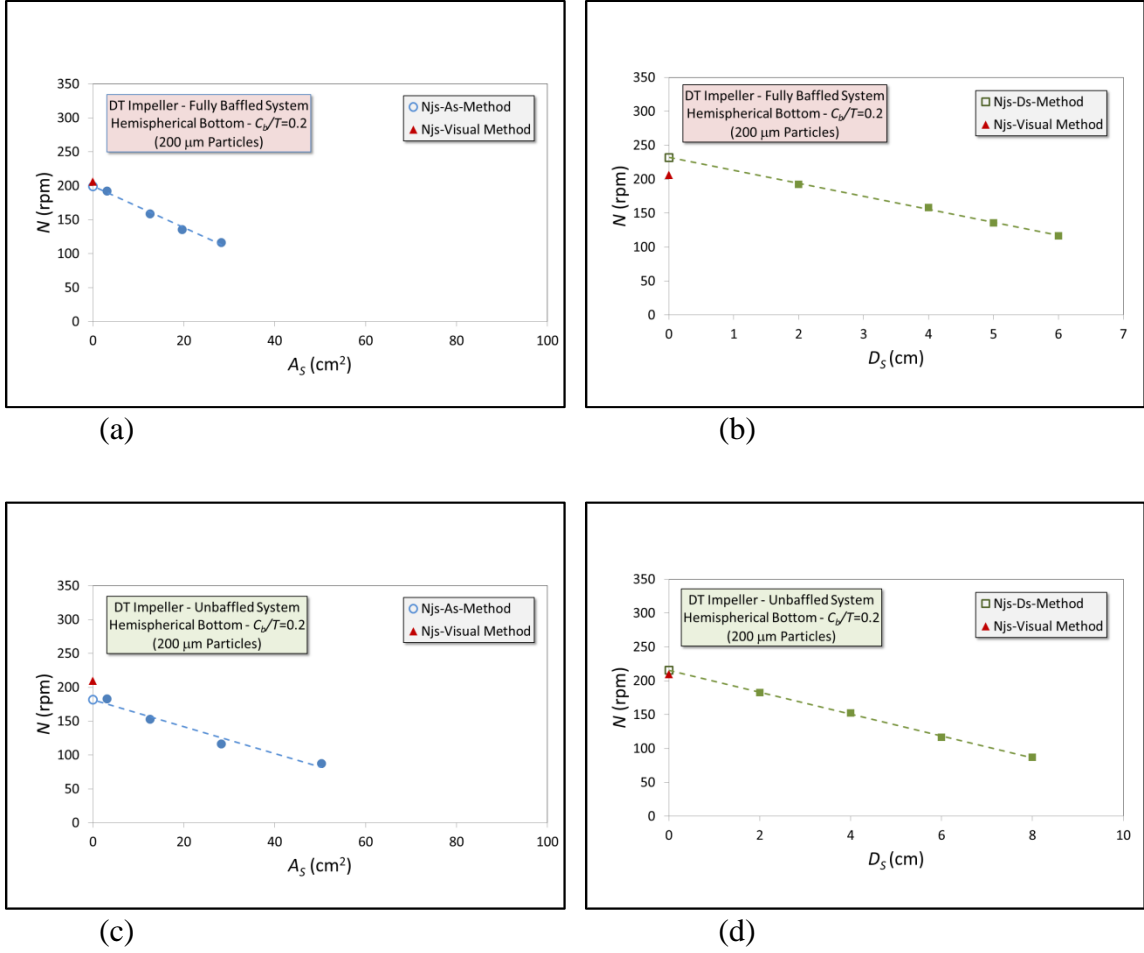 350
300
250
200
150
100
50
0
N (rpm)
DT Impeller - Fully Baffled System
Hemispherical Bottom - Cb/T=0.2
(200 μm Particles)
Njs-As-Method
Njs-Visual Method
0 20 40 60 80 100
AS (cm2)
(a)
350
300
250
200
150
100
50
0
N (rpm)
DT Impeller - Fully Baffled System
Hemispherical Bottom - Cb/T=0.2
(200 μm Particles)
Njs-Ds-Method
Njs-Visual Method
0 1 2 3 4 5 6 7
DS (cm)
(b)
350
300
250
200
150
100
50
0
N (rpm)
DT Impeller - Unbaffled System
Hemispherical Bottom - Cb/T=0.2
(200 μm Particles)
Njs-As-Method
Njs-Visual Method
0 20 40 60 80 100
AS (cm2)
(c)
350
300
250
200
150
100
50
0
N (rpm)
DT Impeller - Unbaffled System
Hemispherical Bottom - Cb/T=0.2
(200 μm Particles)
Njs-Ds-Method
Njs-Visual Method
0 2 4 6 8 10
DS (cm)
(d)